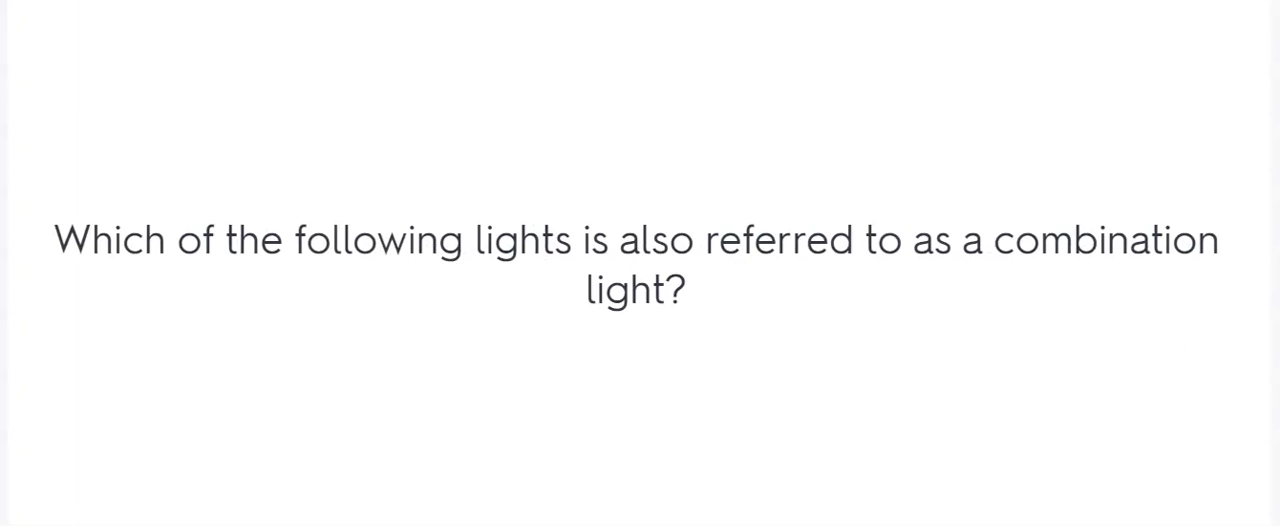 Which of the following lights is also referred to as a combination
light?